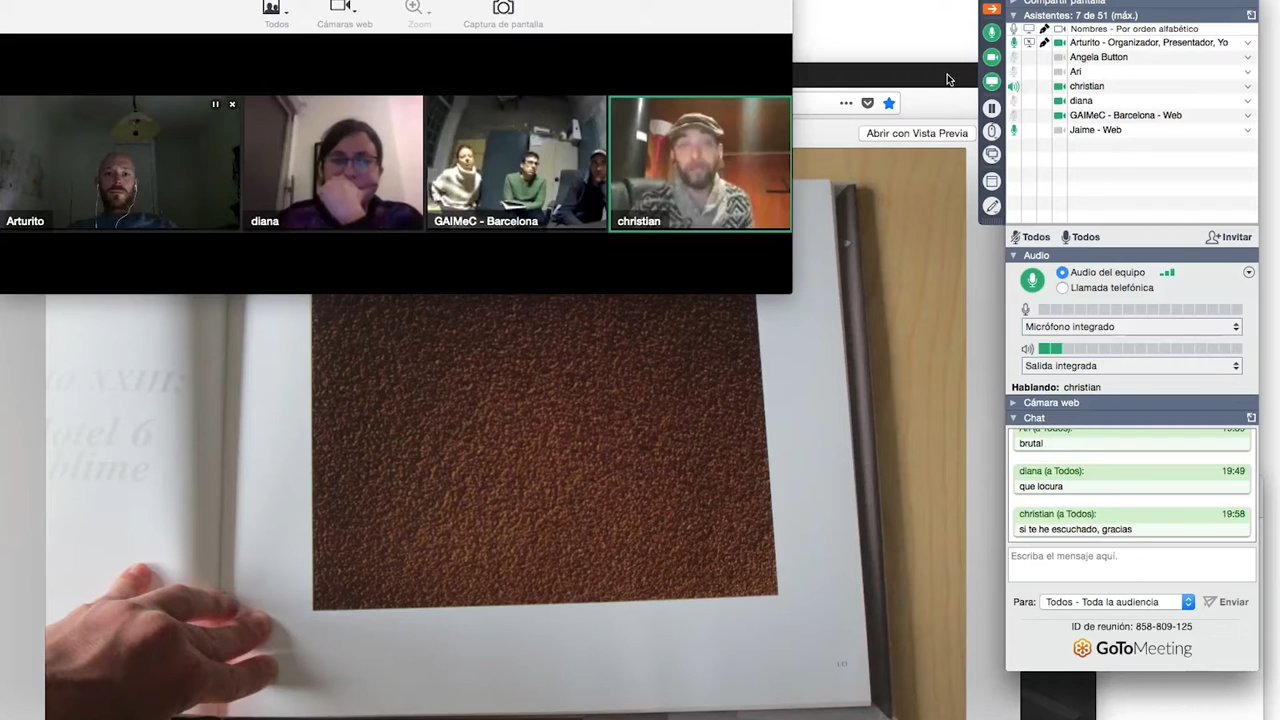 Todos
Cámaras web
Zoom
Captura de pantalla
Arturito
diana
GAIMeC - Barcelona
christian
Abrir con Vista Previa
XXIII:
otel 6
blime
Compartir pantalla
Asistentes: 7 de 51 (máx.)
Nombres - Por orden alfabético
Arturito - Organizador, Presentador, Yo
Angela Button
Ari
christian
diana
GAIMeC - Barcelona - Web
Jaime - Web
Todos
Todos
Invitar
Audio
Audio del equipo
Llamada telefónica
Micrófono integrado
Salida integrada
Hablando: christian
Cámara web
Chat
brutal
diana (a Todos): 19:49
que locura
christian (a Todos): 19:58
si te he escuchado, gracias
Escriba el mensaje aquí.
Para: Todos - Toda la audiencia Enviar
ID de reunión: 858-809-125
GoToMeeting